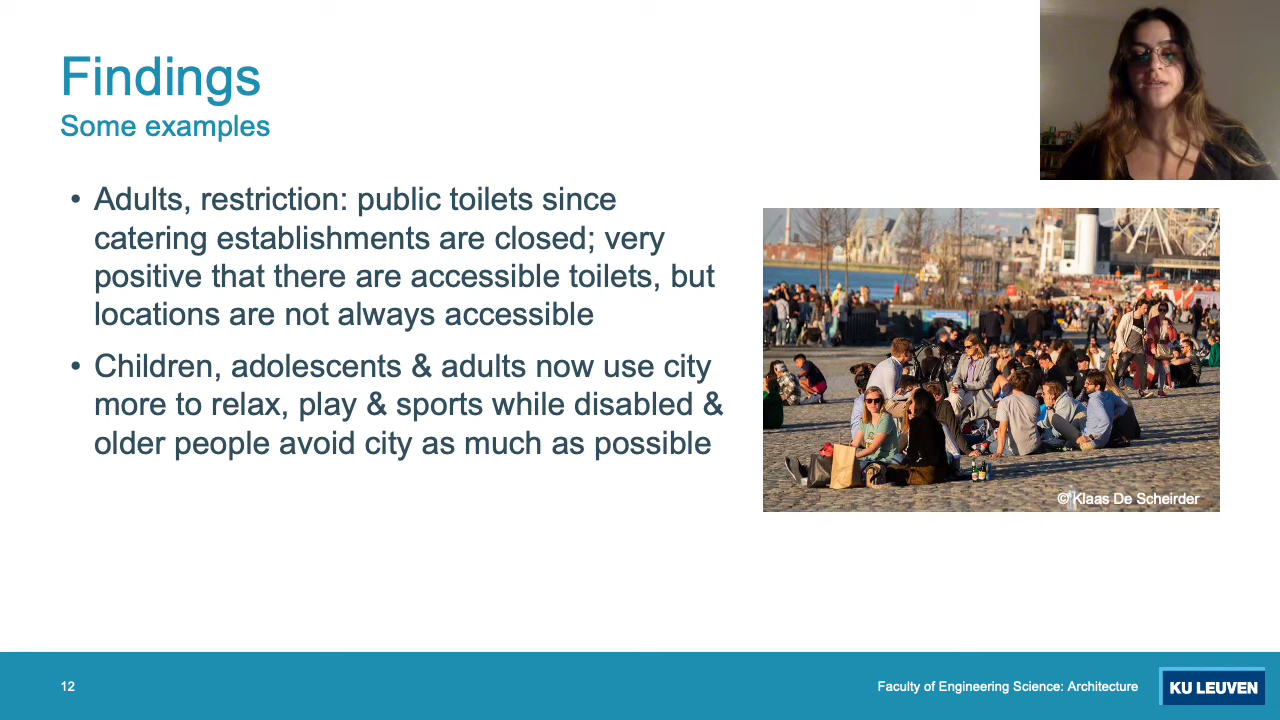 Findings
Some examples
• Adults, restriction: public toilets since
catering establishments are closed; very
positive that there are accessible toilets, but
locations are not always accessible
• Children, adolescents & adults now use city
more to relax, play & sports while disabled &
older people avoid city as much as possible
© Klaas De Scheirder
12
Faculty of Engineering Science: Architecture
KU LEUVEN